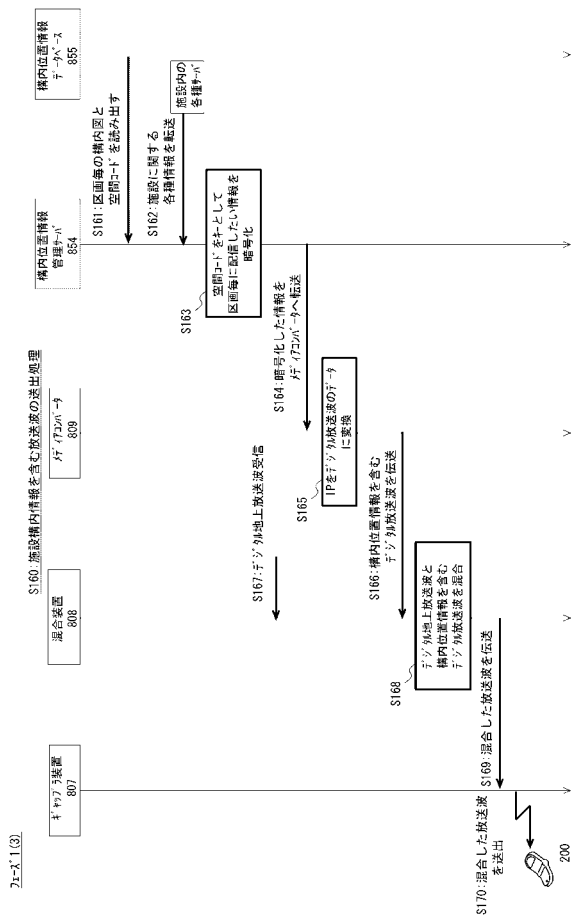 フェーズ1(3)
S160:施設構内情報を含む放送波の送出処理
ギャップフィラ装置
807
混合装置
808
メディアコンバータ
809
構内位置情報
管理サーバ
854
構内位置情報
データベース
855
S161:区画毎の構内図と
空間コードを読み出す
施設内の
各種サーバ
S162:施設に関する
各種情報を転送
S163
空間コードをキーとして
区画毎に配信したい情報を
暗号化
S164:暗号化した情報を
メディアコンバータへ転送
S167:デジタル地上放送波受信
S165
IPをデジタル放送波のデータ
に変換
S166:構内位置情報を含む
デジタル放送波を伝送
S168
デジタル地上放送波と
構内位置情報を含む
デジタル放送波を混合
S169:混合した放送波を伝送
S170:混合した放送波
を送出
200